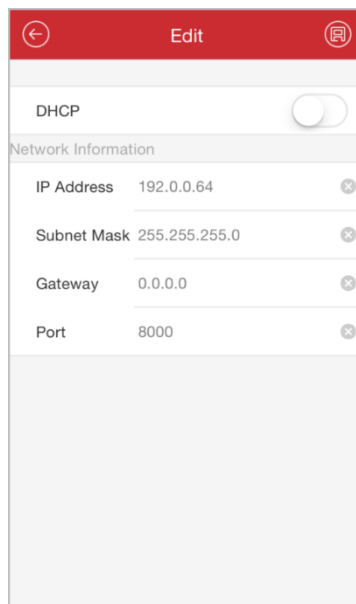 Edit
DHCP
Network Information
IP Address 192.0.0.64
Subnet Mask 255.255.255.0
Gateway 0.0.0.0
Port 8000